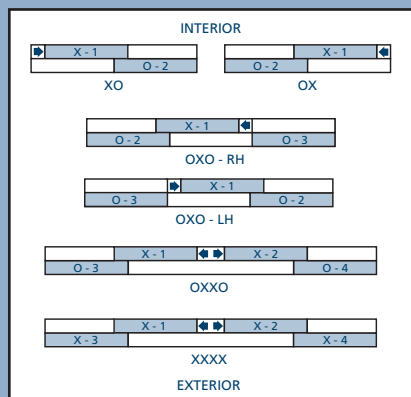 INTERIOR
X - 1 X - 1
O - 2 O - 2
XO OX
X - 1
O - 2 O - 3
OXO - RH
X - 1
O - 3 O - 2
OXO - LH
X - 1 X - 2
O - 3 O - 4
OXXO
X - 1 X - 2
X - 3 X - 4
XXXX
EXTERIOR